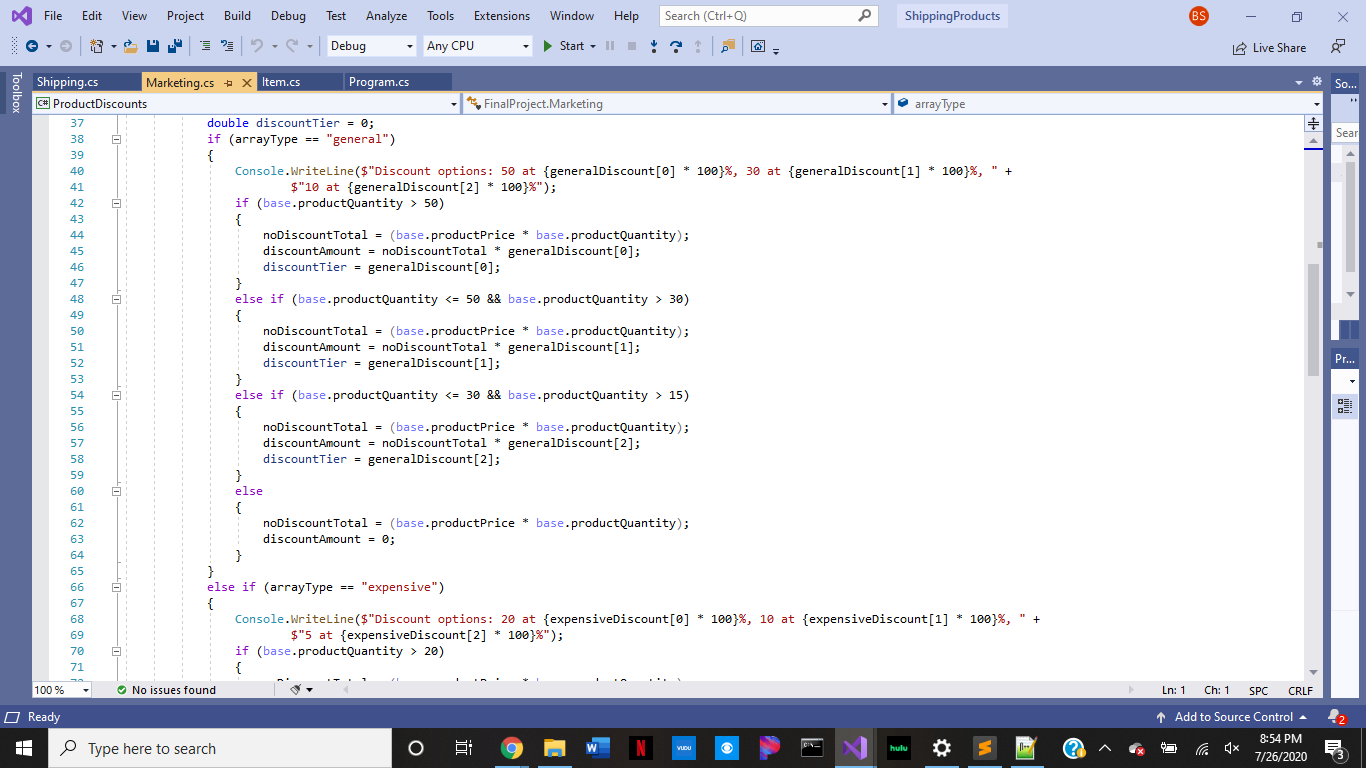 File Edit View Project Build Debug Test Analyze Tools Extensions Window Help Search (Ctrl+Q) ShippingProducts BS
Debug Any CPU Start Live Share
Toolbox
Shipping.cs Marketing.cs Item.cs Program.cs So...
C# ProductDiscounts FinalProject.Marketing arrayType
Sear
Pr...
37 double discountTier = 0;
38 if (arrayType == "general")
39 {
40 Console.WriteLine($"Discount options: 50 at {generalDiscount[0] * 100}%, 30 at {generalDiscount[1] * 100}%, " +
41 $"10 at {generalDiscount[2] * 100}%");
42 if (base.productQuantity > 50)
43 {
44 noDiscountTotal = (base.productPrice * base.productQuantity);
45 discountAmount = noDiscountTotal * generalDiscount[0];
46 discountTier = generalDiscount[0];
47 }
48 else if (base.productQuantity <= 50 && base.productQuantity > 30)
49 {
50 noDiscountTotal = (base.productPrice * base.productQuantity);
51 discountAmount = noDiscountTotal * generalDiscount[1];
52 discountTier = generalDiscount[1];
53 }
54 else if (base.productQuantity <= 30 && base.productQuantity > 15)
55 {
56 noDiscountTotal = (base.productPrice * base.productQuantity);
57 discountAmount = noDiscountTotal * generalDiscount[2];
58 discountTier = generalDiscount[2];
59 }
60 else
61 {
62 noDiscountTotal = (base.productPrice * base.productQuantity);
63 discountAmount = 0;
64 }
65 }
66 else if (arrayType == "expensive")
67 {
68 Console.WriteLine($"Discount options: 20 at {expensiveDiscount[0] * 100}%, 10 at {expensiveDiscount[1] * 100}%, " +
69 $"5 at {expensiveDiscount[2] * 100}%");
70 if (base.productQuantity > 20)
71 {
100 % No issues found Ln: 1 Ch: 1 SPC CRLF
Ready Add to Source Control 2
Type here to search W N VUDU hulu 8:54 PM
7/26/2020 3